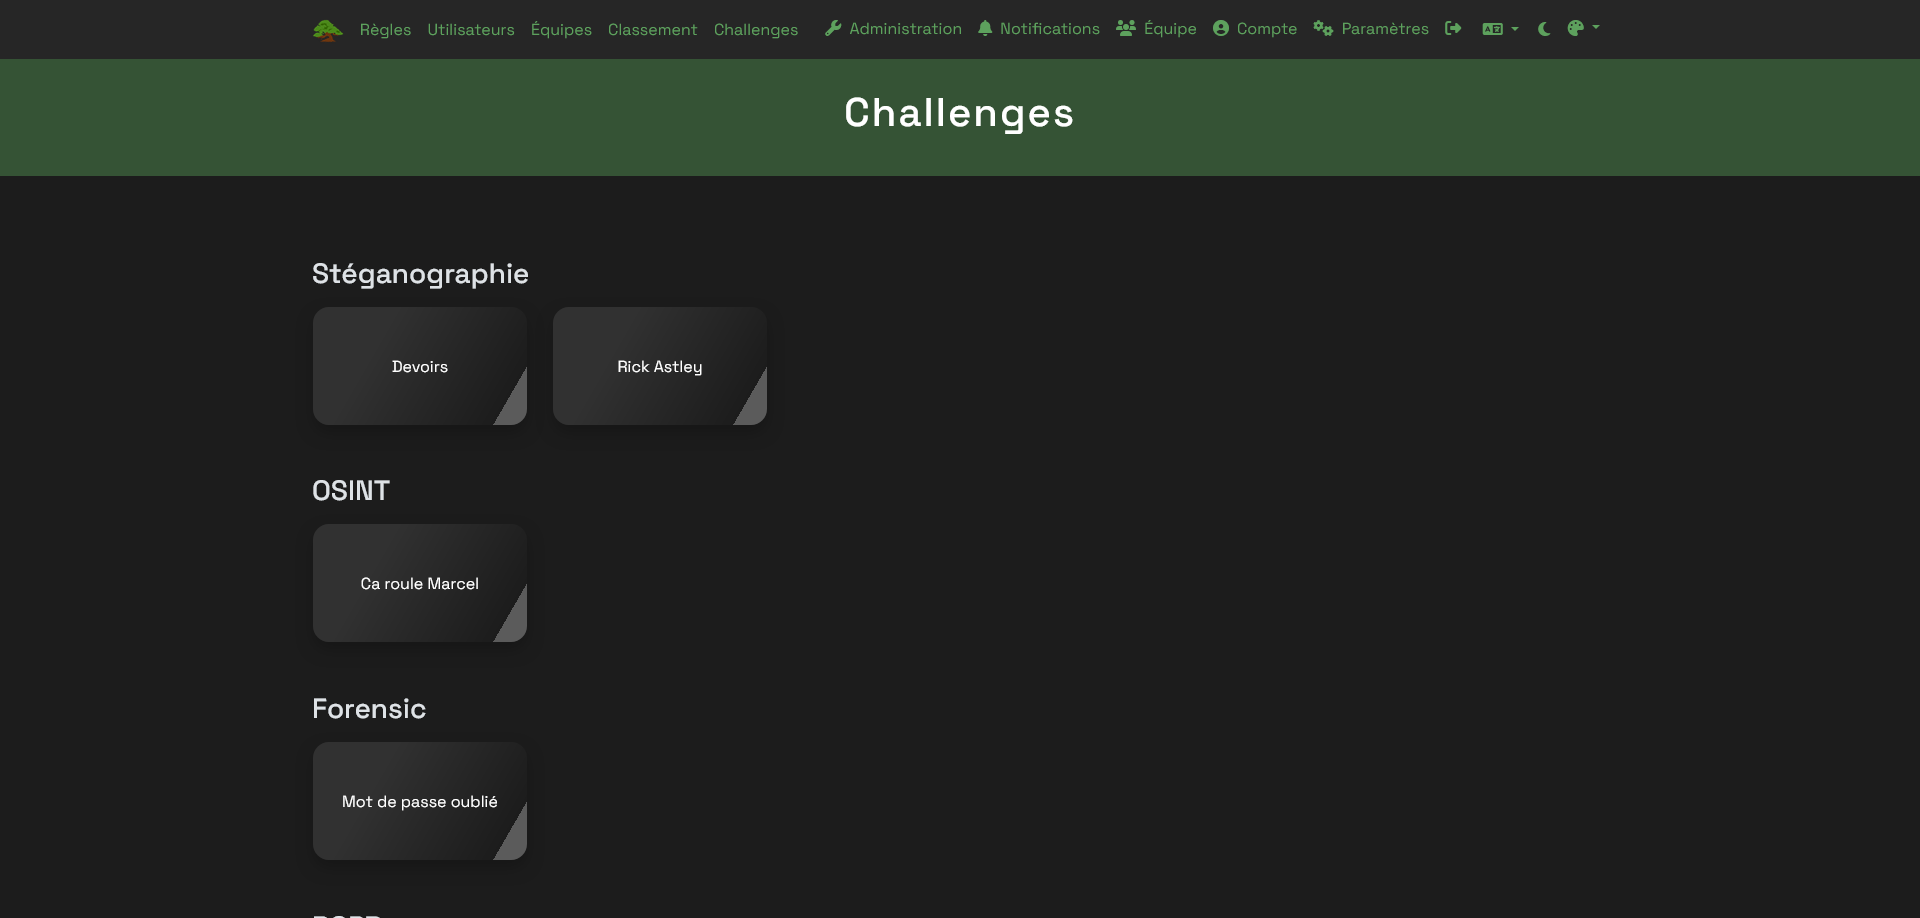 Règles Utilisateurs Équipes Classement Challenges Administration Notifications Équipe Compte Paramètres
Challenges
Stéganographie
Devoirs Rick Astley
OSINT
Ca roule Marcel
Forensic
Mot de passe oublié